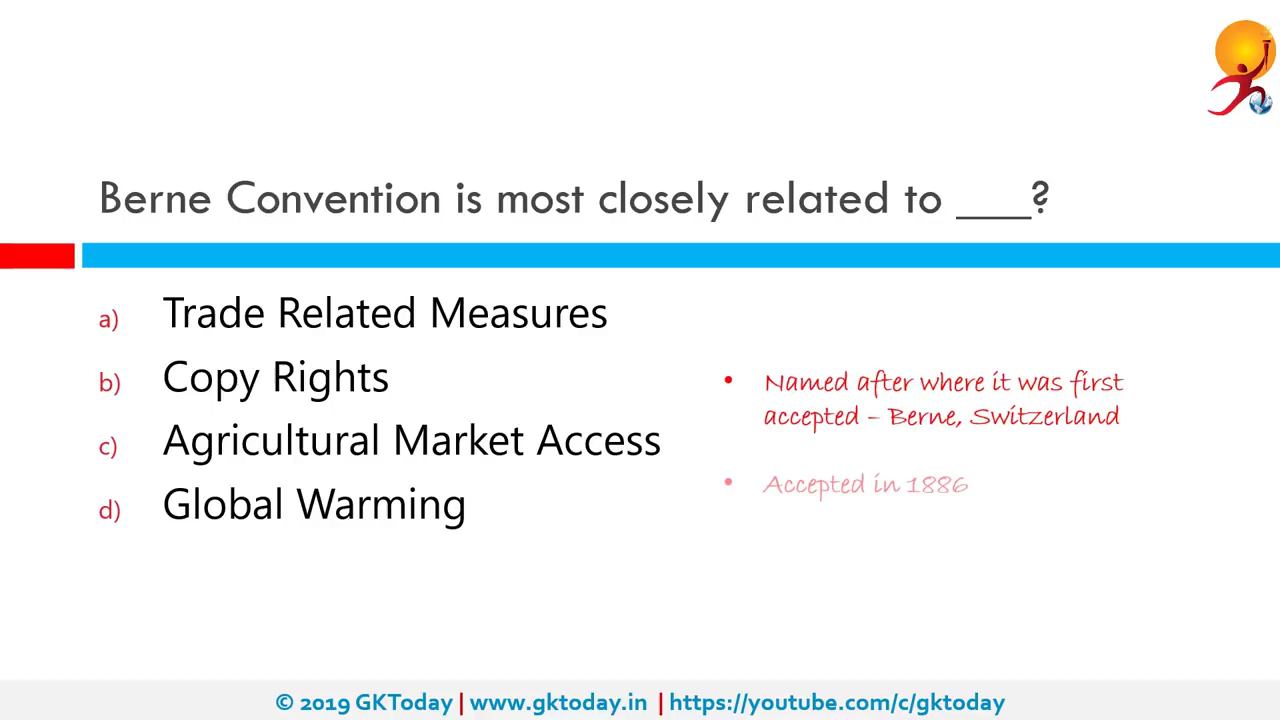 Berne Convention is most closely related to ___?
a) Trade Related Measures
b) Copy Rights
c) Agricultural Market Access
d) Global Warming
• Named after where it was first
accepted – Berne, Switzerland
• Accepted in 1886
© 2019 GKToday | www.gktoday.in | https://youtube.com/c/gktoday